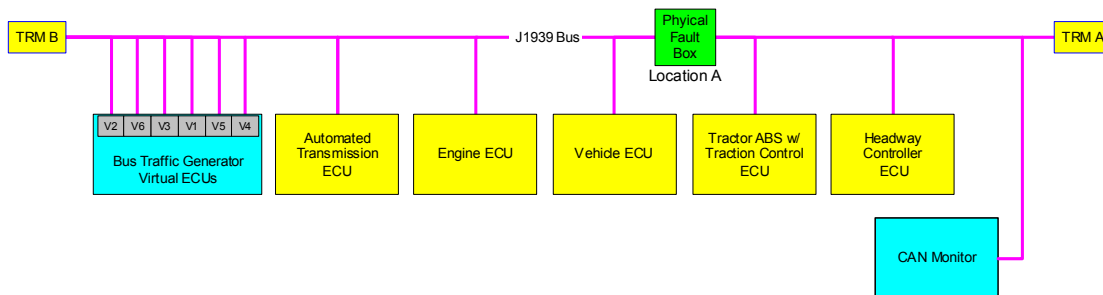 TRM B
J1939 Bus
Phyical
Fault
Box
TRM A
Location A
V2 V6 V3 V1 V5 V4
Bus Traffic Generator
Virtual ECUs
Automated
Transmission
ECU
Engine ECU
Vehicle ECU
Tractor ABS w/
Traction Control
ECU
Headway
Controller
ECU
CAN Monitor